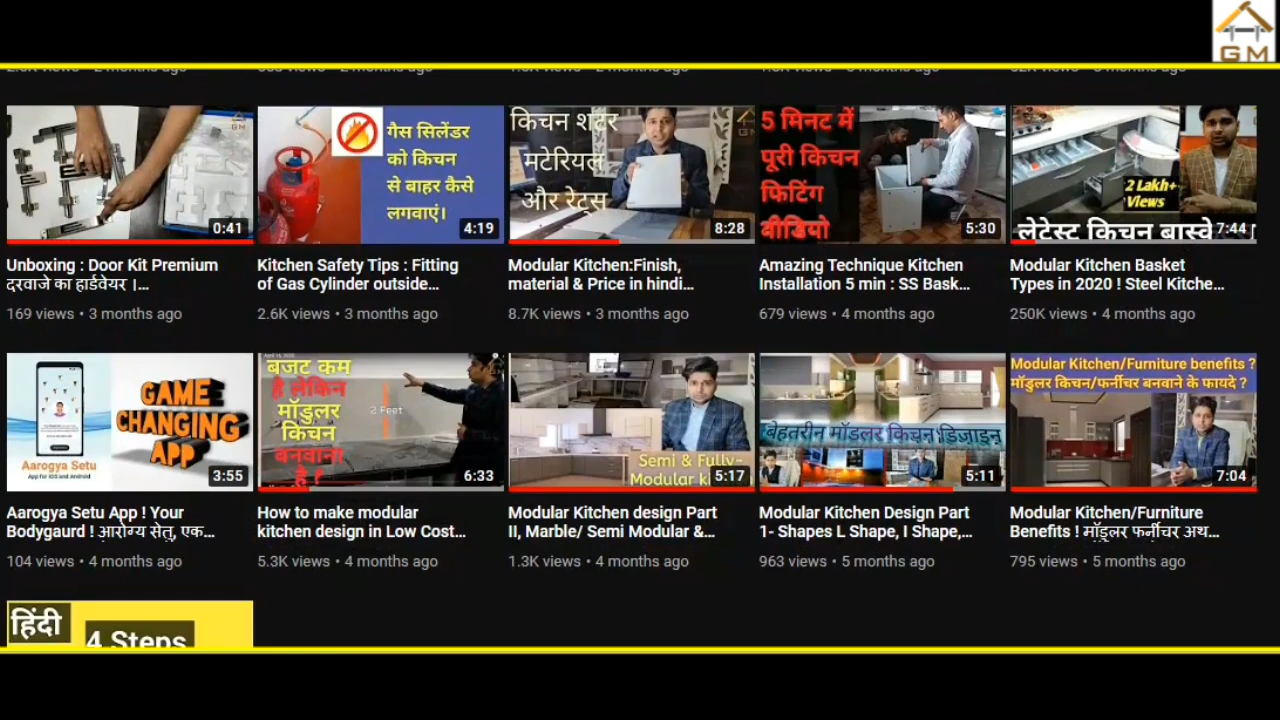 GM
गैस सिलेंडर
को किचन
से बाहर कैसे
लगवाएं।
किचन शटर
मटेरियल
और रेट्स
5 मिनट में
पूरी किचन
फिटिंग
वीडियो
2 Lakh+
Views
लेटेस्ट किचन
0:41
4:19
8:28
5:30
7:44
Unboxing : Door Kit Premium
दरवाजे का हार्डवेयर ।...
169 views • 3 months ago
Kitchen Safety Tips : Fitting
of Gas Cylinder outside...
2.6K views • 3 months ago
Modular Kitchen:Finish,
material & Price in hindi...
8.7K views • 3 months ago
Amazing Technique Kitchen
Installation 5 min : SS Bask...
679 views • 4 months ago
Modular Kitchen Basket
Types in 2020 ! Steel Kitche...
250K views • 4 months ago
Aarogya Setu
App for iOS and Android
GAME
CHANGING
APP
3:55
बजट कम
है लेकिन
मॉडुलर
किचन
बनवाना
है !
2 Feet
6:33
Semi & Fully-
Modular
5:17
बेहतरीन मॉडलर किचन डिज़ाइन
5:11
Modular Kitchen/Furniture benefits ?
मॉडुलर किचन/फर्नीचर बनवाने के फायदे ?
7:04
Aarogya Setu App ! Your
Bodygaurd ! आरोग्य सेतु, एक...
104 views • 4 months ago
How to make modular
kitchen design in Low Cost...
5.3K views • 4 months ago
Modular Kitchen design Part
II, Marble/ Semi Modular &...
1.3K views • 4 months ago
Modular Kitchen Design Part
1- Shapes L Shape, I Shape,...
963 views • 5 months ago
Modular Kitchen/Furniture
Benefits ! मॉडुलर फर्नीचर अथ...
795 views • 5 months ago
हिंदी
4 Steps